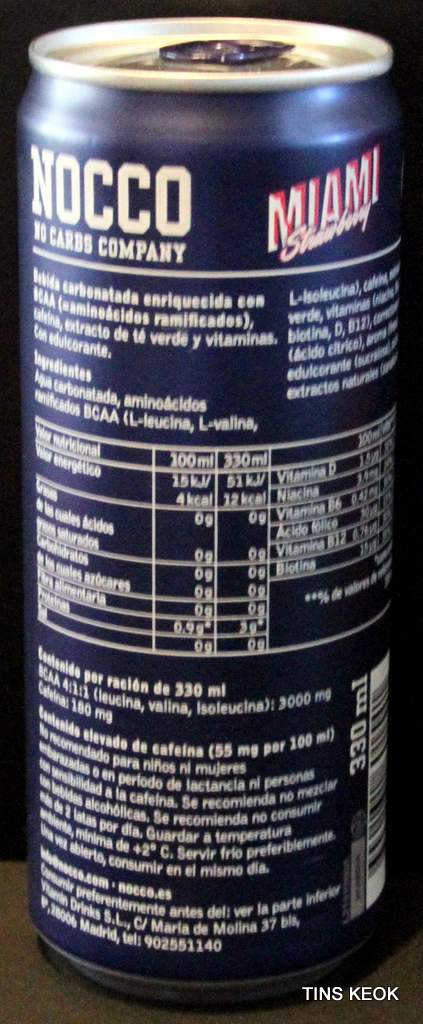 NOCCO
NO CARBS COMPANY
MIAMI
Strawberry
Bebida carbonatada enriquecida con
BCAA (=aminoácidos ramificados),
cafeína, extracto de té verde y vitaminas.
Con edulcorante.
Ingredientes
Agua carbonatada, aminoácidos
ramificados BCAA (L-leucina, L-valina,
L-isoleucina), cafeína,
verde, vitaminas (niacina,
biotina, D, B12),
(ácido cítrico), aroma
edulcorante
extractos naturales
Valor nutricional 100ml 330ml
Valor energético 15 kJ/ 51 kJ/
4 kcal 12 kcal
Grasas 0g 0g
de las cuales ácidos
grasos saturados 0g 0g
Carbohidratos 0g 0g
de los cuales azúcares 0g 0g
Fibra alimentaria 0g 0g
Proteínas 0.9g* 3g*
Sal 0g 0g
100ml
Vitamina D
Niacina
Vitamina B6
Ácido fólico
Vitamina B12
Biotina
**% de valores de
Contenido por ración de 330 ml
BCAA 4:1:1 (leucina, valina, isoleucina): 3000 mg
Cafeína: 180 mg
Contenido elevado de cafeína (55 mg por 100 ml)
No recomendado para niños ni mujeres
embarazadas o en período de lactancia ni personas
con sensibilidad a la cafeína. Se recomienda no mezclar
con bebidas alcohólicas. Se recomienda no consumir
más de 2 latas por día. Guardar a temperatura
ambiente, mínima de +2° C. Servir frío preferiblemente.
Una vez abierto, consumir en el mismo día.
info@nocco.com · nocco.es
Consumir preferentemente antes del: ver la parte inferior
Vitamin Drinks S.L., C/ María de Molina 37 bis,
28006 Madrid, tel: 902551140
330 ml
TINS KEOK